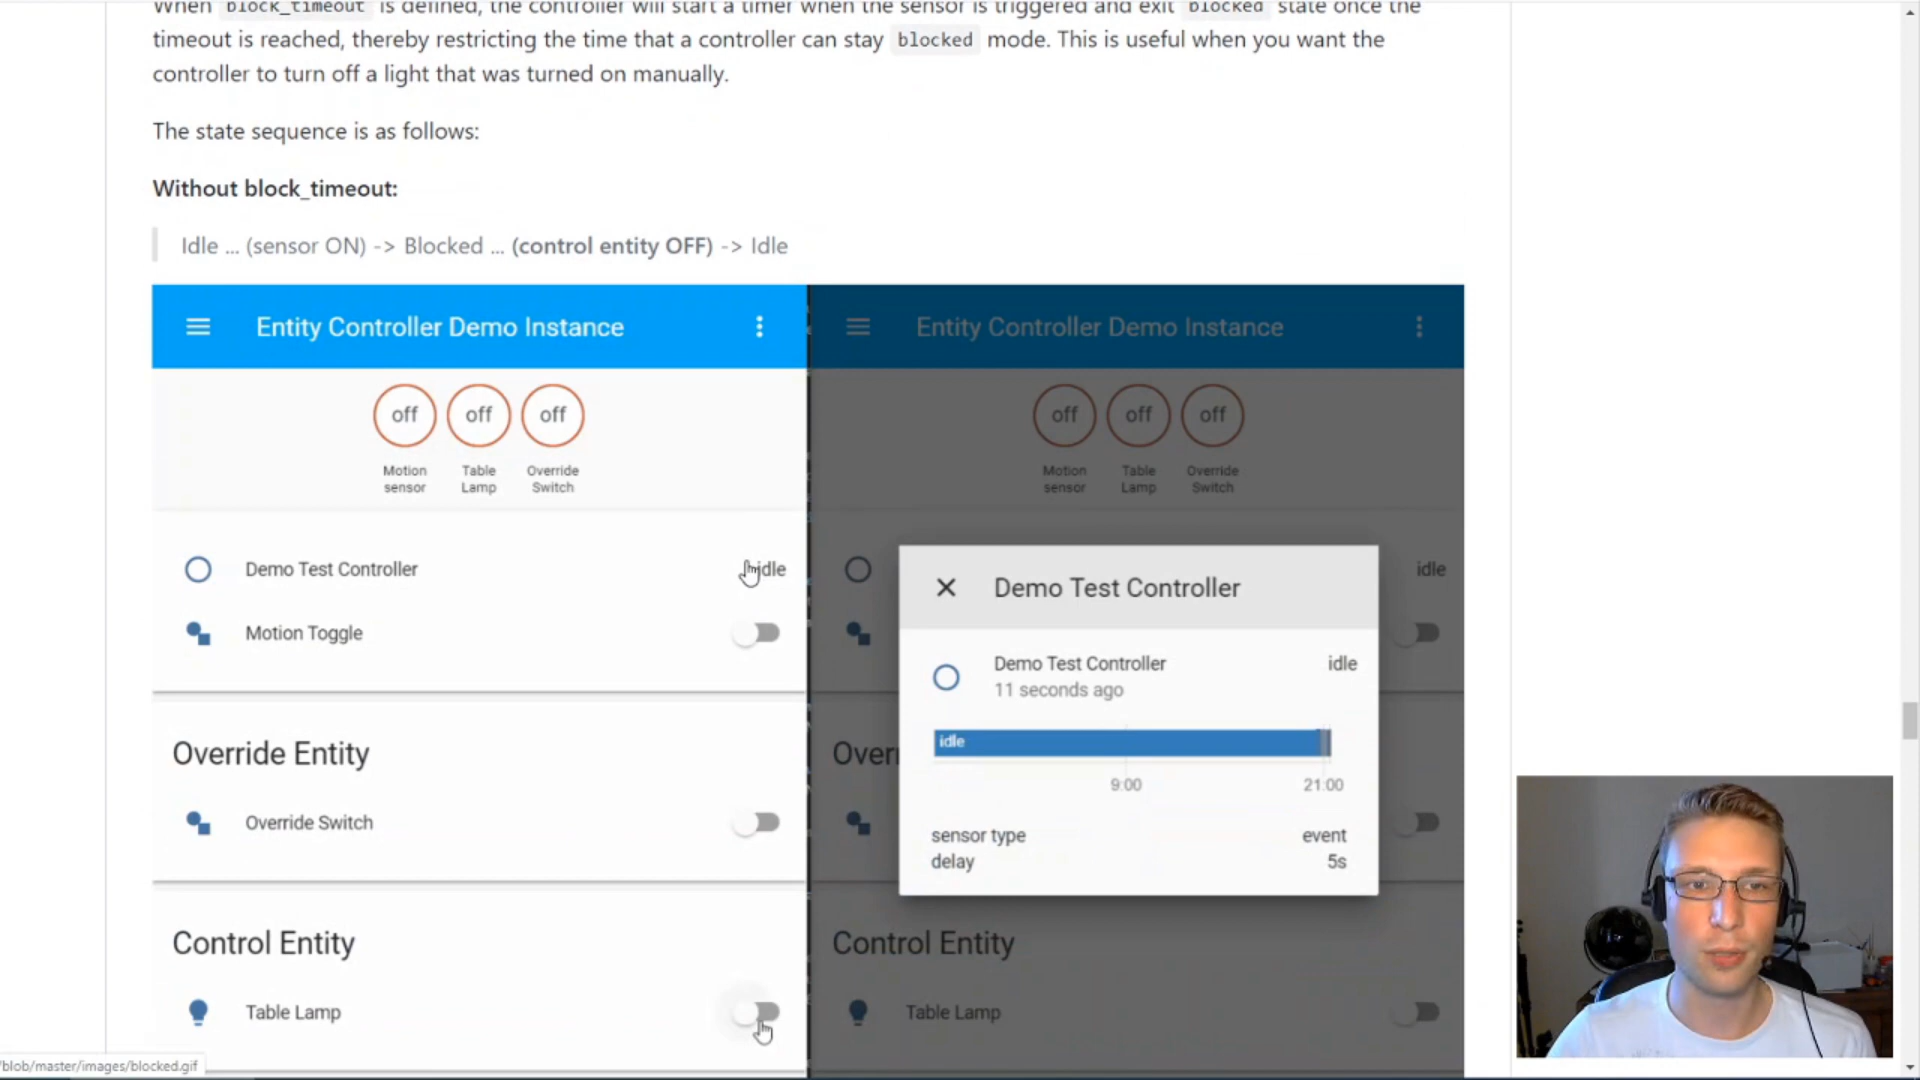 When block_timeout is defined, the controller will start a timer when the sensor is triggered and exit blocked state once the
timeout is reached, thereby restricting the time that a controller can stay blocked mode. This is useful when you want the
controller to turn off a light that was turned on manually.
The state sequence is as follows:
Without block_timeout:
Idle ... (sensor ON) -> Blocked ... (control entity OFF) -> Idle
Entity Controller Demo Instance
off off off
Motion sensor
Table Lamp
Override Switch
Demo Test Controller idle
Motion Toggle
Override Entity
Override Switch
Control Entity
Table Lamp
Entity Controller Demo Instance
off off off
Motion sensor
Table Lamp
Override Switch
idle
Demo Test Controller
Demo Test Controller idle
11 seconds ago
idle
9:00 21:00
sensor type event
delay 5s
Over
Control Entity
Table Lamp
/blob/master/images/blocked.gif